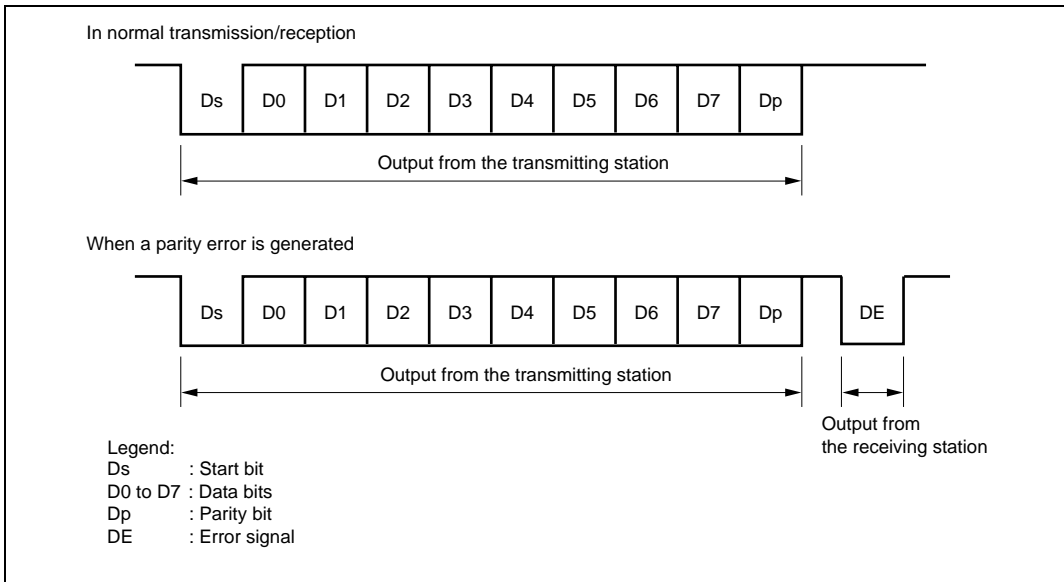 In normal transmission/reception
Ds D0 D1 D2 D3 D4 D5 D6 D7 Dp
Output from the transmitting station
When a parity error is generated
Ds D0 D1 D2 D3 D4 D5 D6 D7 Dp DE
Output from the transmitting station
Output from
the receiving station
Legend:
Ds : Start bit
D0 to D7 : Data bits
Dp : Parity bit
DE : Error signal